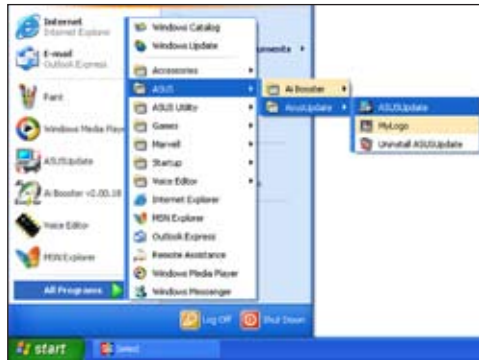 Internet
Internet Explorer
E-mail
Outlook Express
Paint
Windows Media Player
ASUSUpdate
Ai Booster v2.00.18
Voice Editor
MSN Explorer
All Programs
Windows Catalog
Windows Update
Accessories
ASUS
ASUS Utility
Games
Marvell
Startup
Voice Editor
Internet Explorer
MSN Explorer
Outlook Express
Remote Assistance
Windows Media Player
Windows Messenger
Ai Booster
AsusUpdate
ASUSUpdate
MyLogo
Uninstall ASUSUpdate
Log Off
Shut Down
start